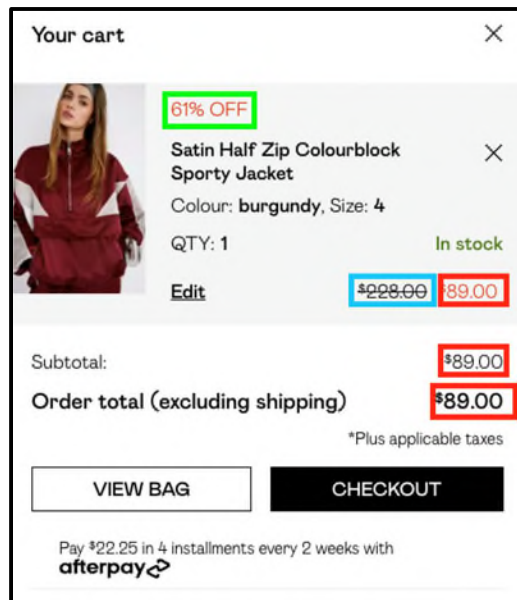 Your cart
61% OFF
Satin Half Zip Colourblock
Sporty Jacket
Colour: burgundy, Size: 4
QTY: 1
In stock
Edit
$228.00
$89.00
Subtotal:
$89.00
Order total (excluding shipping)
$89.00
*Plus applicable taxes
VIEW BAG
CHECKOUT
Pay $22.25 in 4 installments every 2 weeks with
afterpay